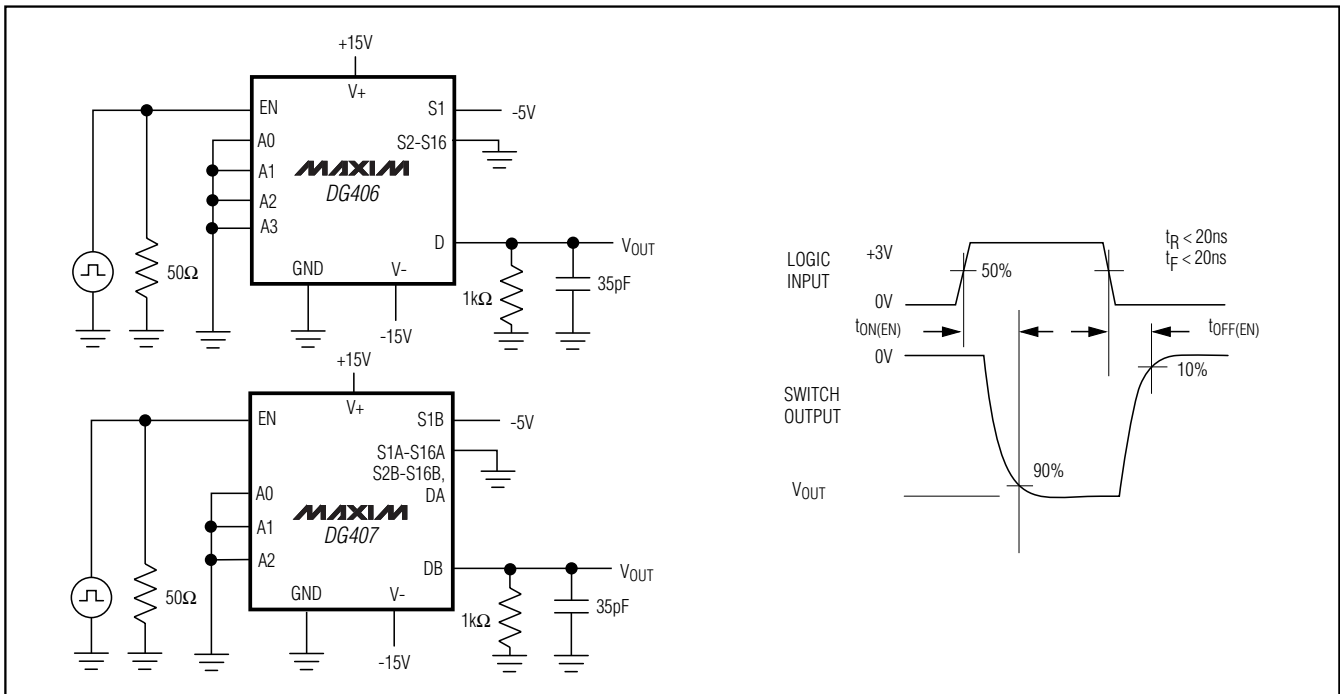 +15V
V+
EN
S1
-5V
A0
S2-S16
A1
MAXIM
A2
DG406
A3
D
VOUT
GND
V-
50Ω
1kΩ
35pF
-15V
+15V
V+
EN
S1B
-5V
S1A-S16A
S2B-S16B,
DA
A0
MAXIM
A1
DG407
A2
DB
VOUT
GND
V-
50Ω
1kΩ
35pF
-15V
LOGIC
INPUT
+3V
50%
tR < 20ns
tF < 20ns
0V
tON(EN)
tOFF(EN)
0V
10%
SWITCH
OUTPUT
90%
VOUT